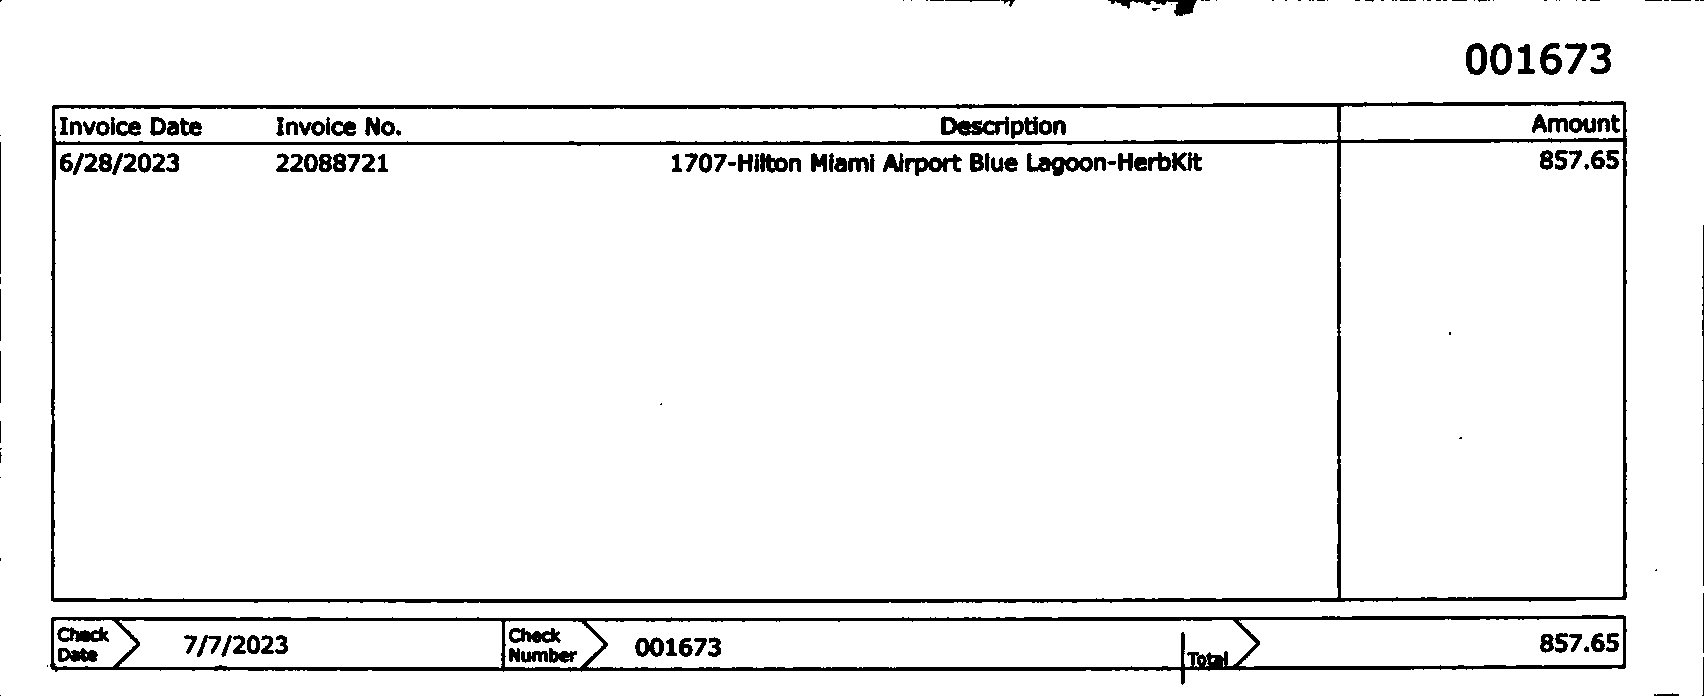 001673
Invoice Date Invoice No. Description Amount
6/28/2023 22088721 1707-Hilton Miami Airport Blue Lagoon-HerbKit 857.65
Check Date 7/7/2023 Check Number 001673 Total 857.65